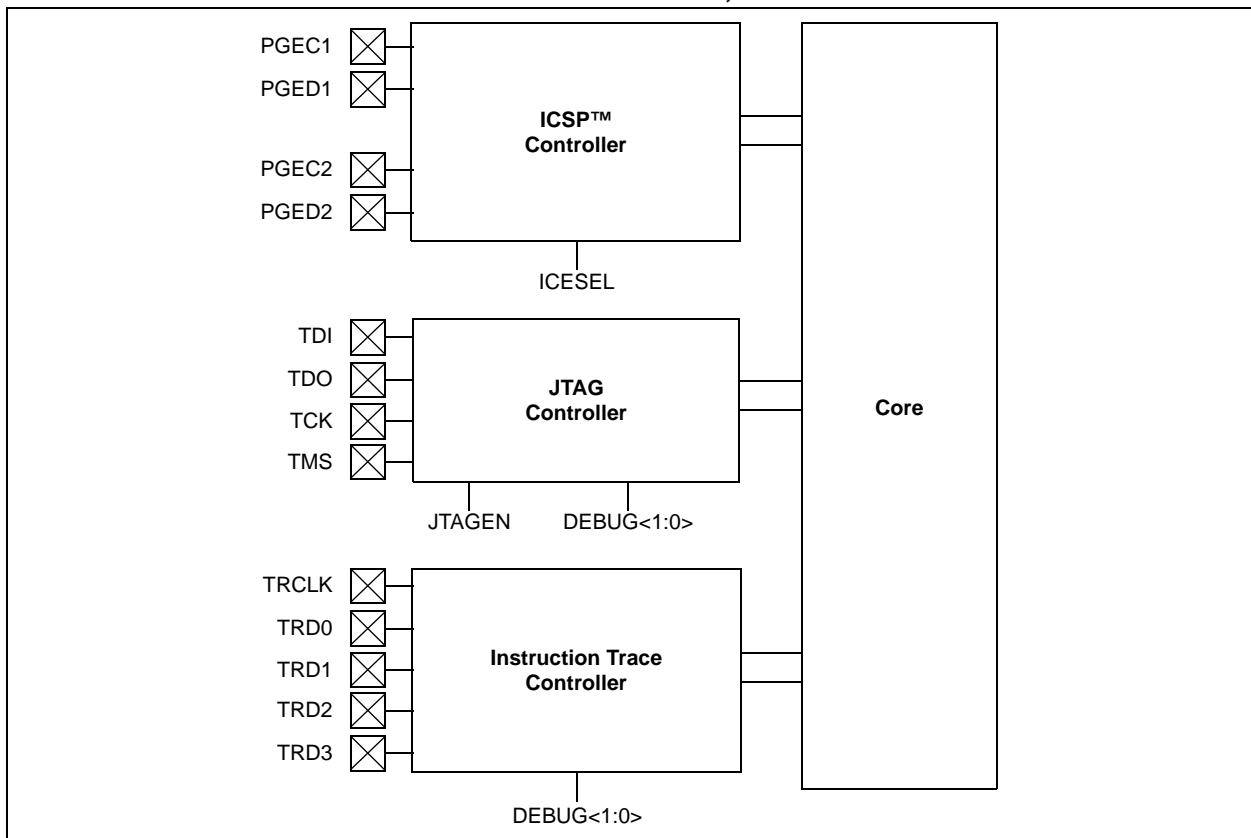 PGEC1
PGED1
PGEC2
PGED2
ICSP™
Controller
ICESEL
TDI
TDO
TCK
TMS
JTAG
Controller
Core
JTAGEN
DEBUG<1:0>
TRCLK
TRD0
TRD1
TRD2
TRD3
Instruction Trace
Controller
DEBUG<1:0>